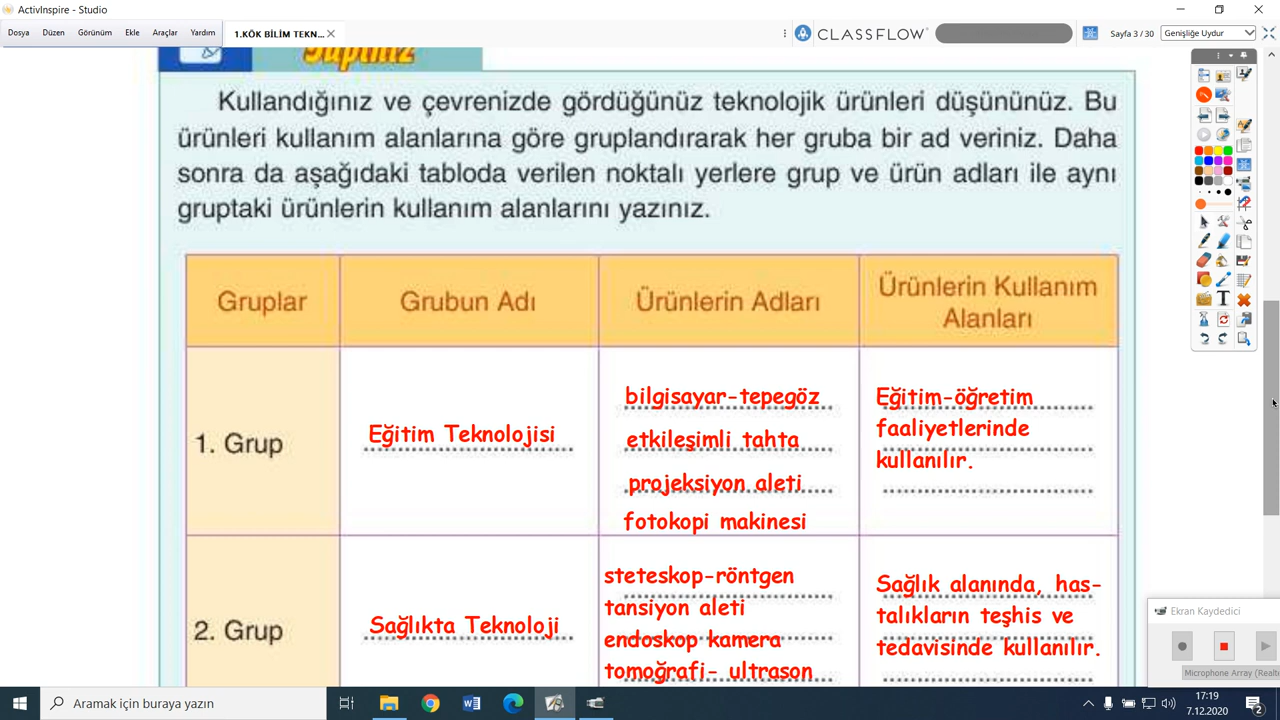 ActivInspire - Studio
Dosya Düzen Görünüm Ekle Araçlar Yardım
1.KÖK BİLİM TEKN...
CLASSFLOW
Sayfa 3 / 30
Genişliğe Uydur
Yapınız
Kullandığınız ve çevrenizde gördüğünüz teknolojik ürünleri düşününüz. Bu
ürünleri kullanım alanlarına göre gruplandırarak her gruba bir ad veriniz. Daha
sonra da aşağıdaki tabloda verilen noktalı yerlere grup ve ürün adları ile aynı
gruptaki ürünlerin kullanım alanlarını yazınız.
Gruplar
Grubun Adı
Ürünlerin Adları
Ürünlerin Kullanım
Alanları
1. Grup
Eğitim Teknolojisi
bilgisayar-tepegöz
etkileşimli tahta
projeksiyon aleti
fotokopi makinesi
Eğitim-öğretim
faaliyetlerinde
kullanılır.
2. Grup
Sağlıkta Teknoloji
steteskop-röntgen
tansiyon aleti
endoskop kamera
tomoğrafi- ultrason
Sağlık alanında, has-
talıkların teşhis ve
tedavisinde kullanılır.
Ekran Kaydedici
Microphone Array (Realte
Aramak için buraya yazın
17:19
7.12.2020
2